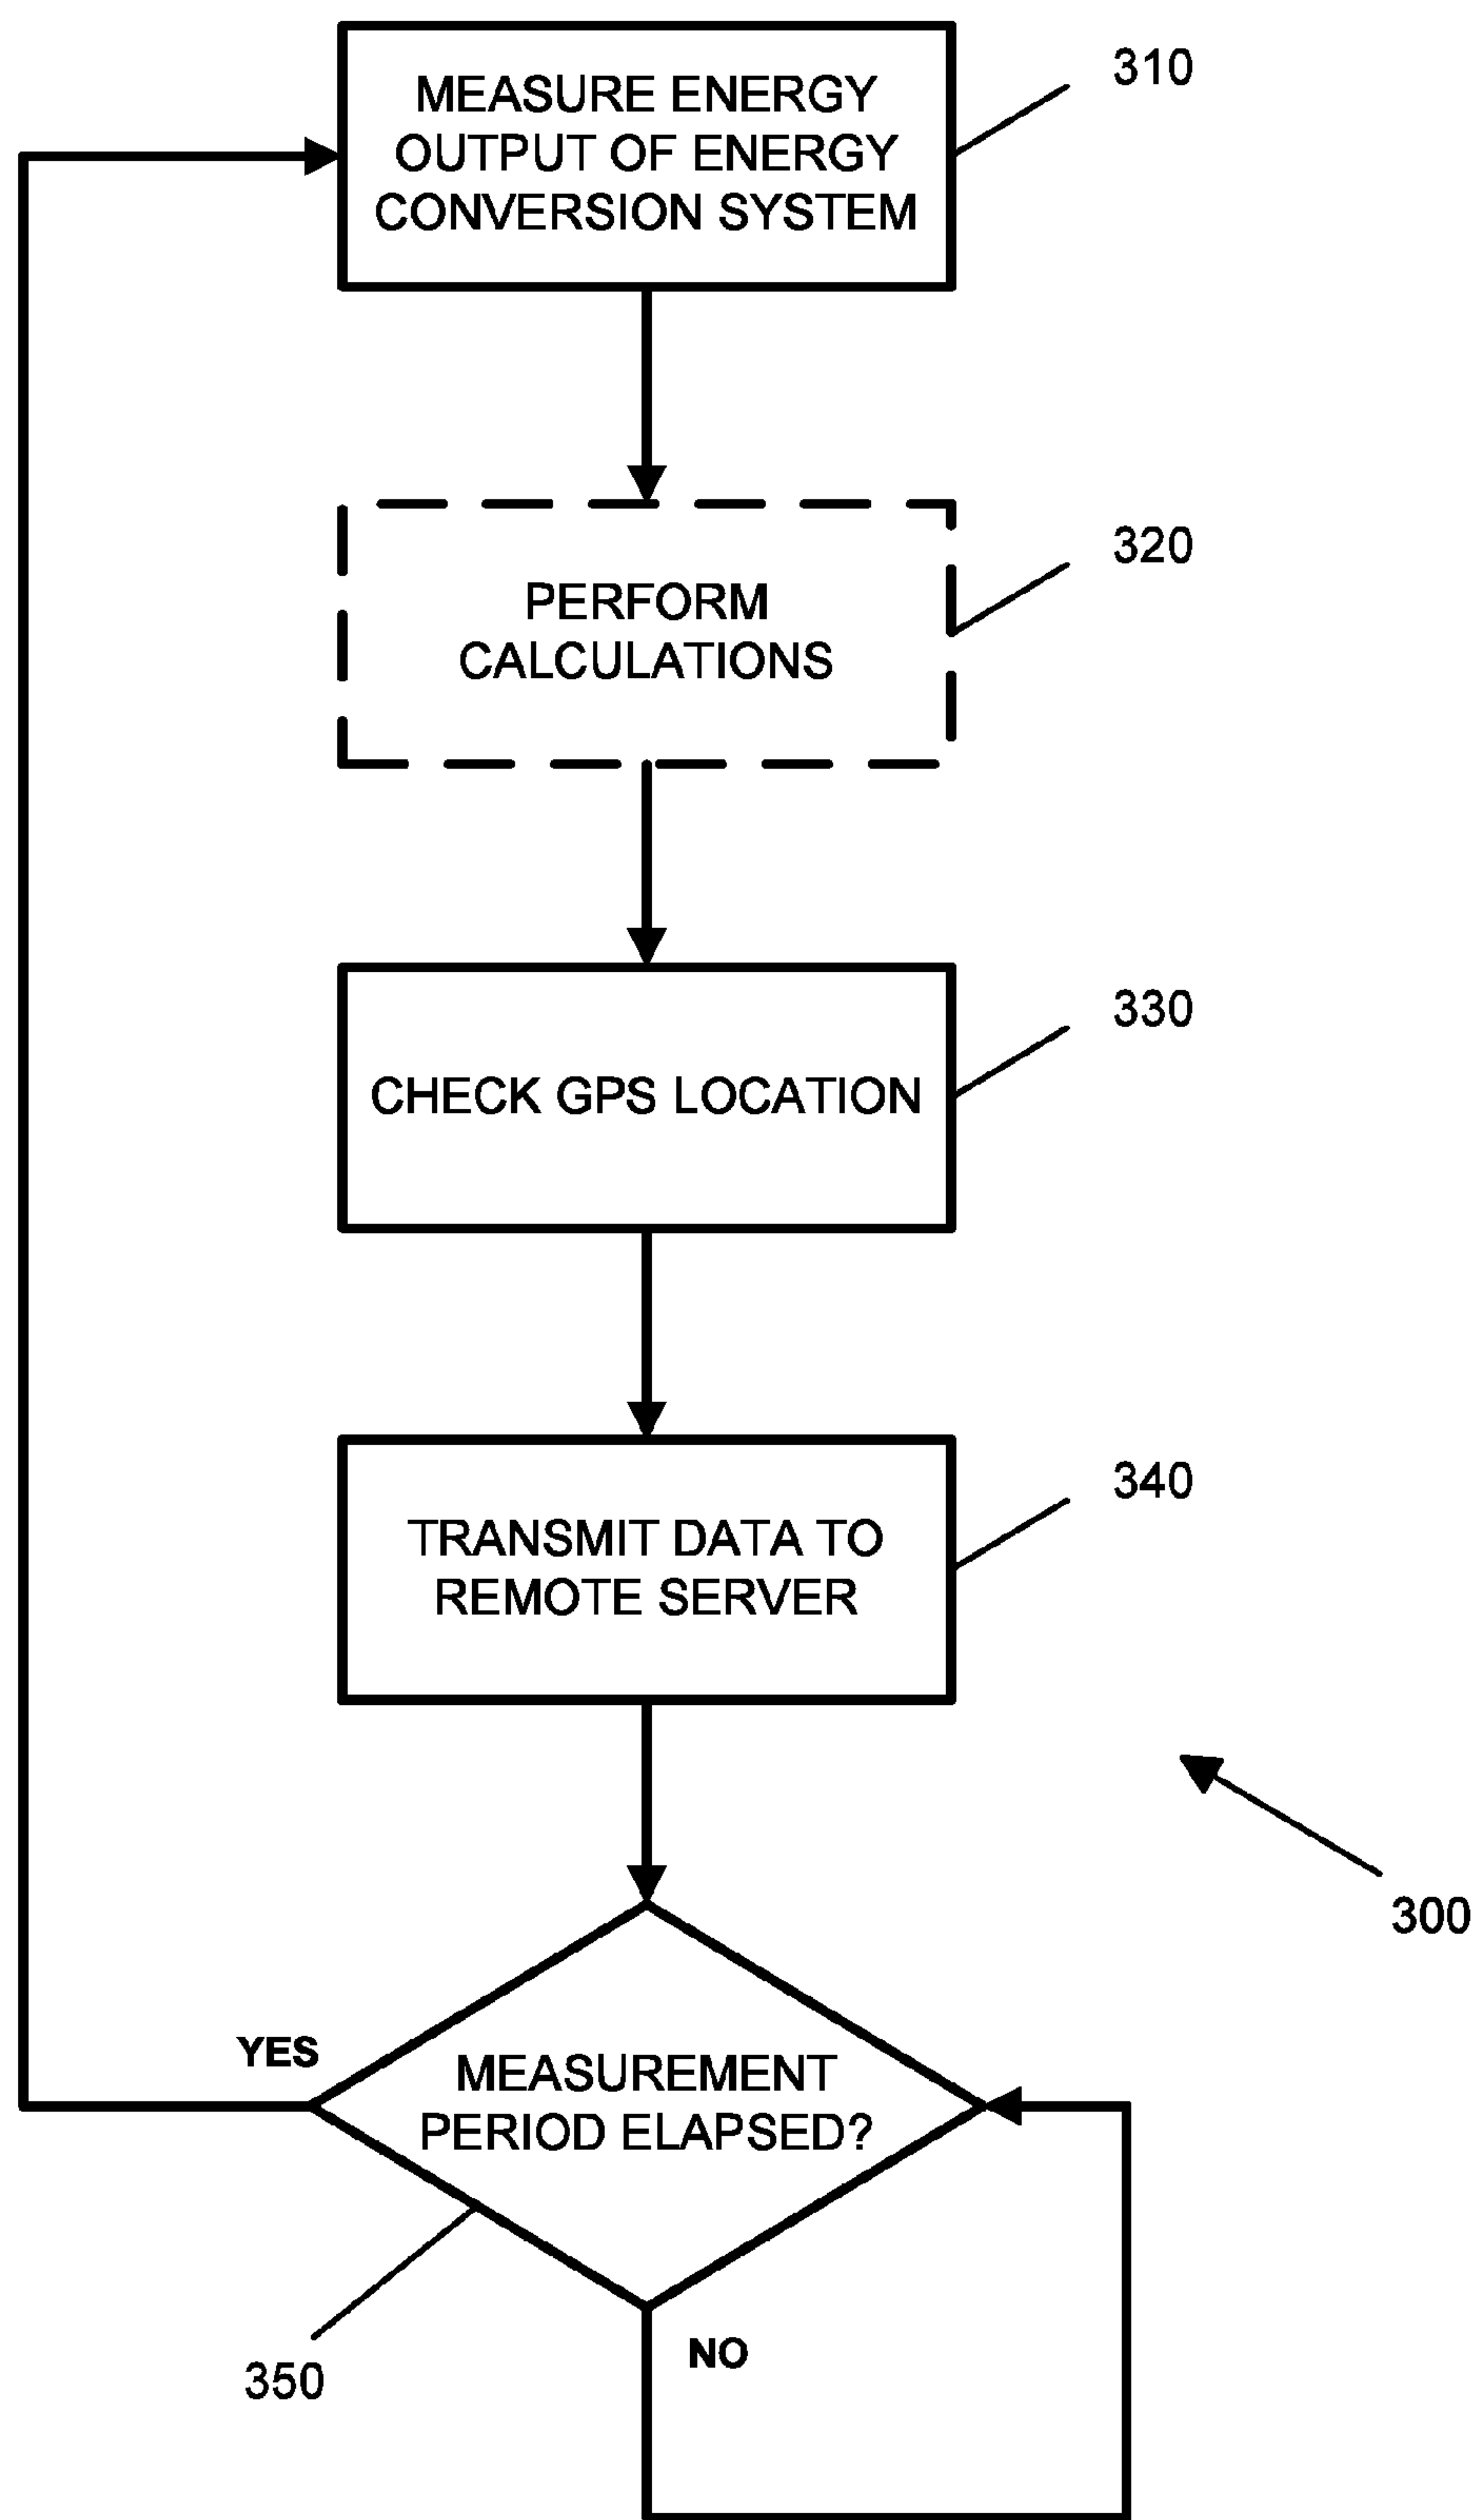 MEASURE ENERGY
OUTPUT OF ENERGY
CONVERSION SYSTEM
310
PERFORM
CALCULATIONS
320
CHECK GPS LOCATION
330
TRANSMIT DATA TO
REMOTE SERVER
340
300
YES
MEASUREMENT
PERIOD ELAPSED?
NO
350